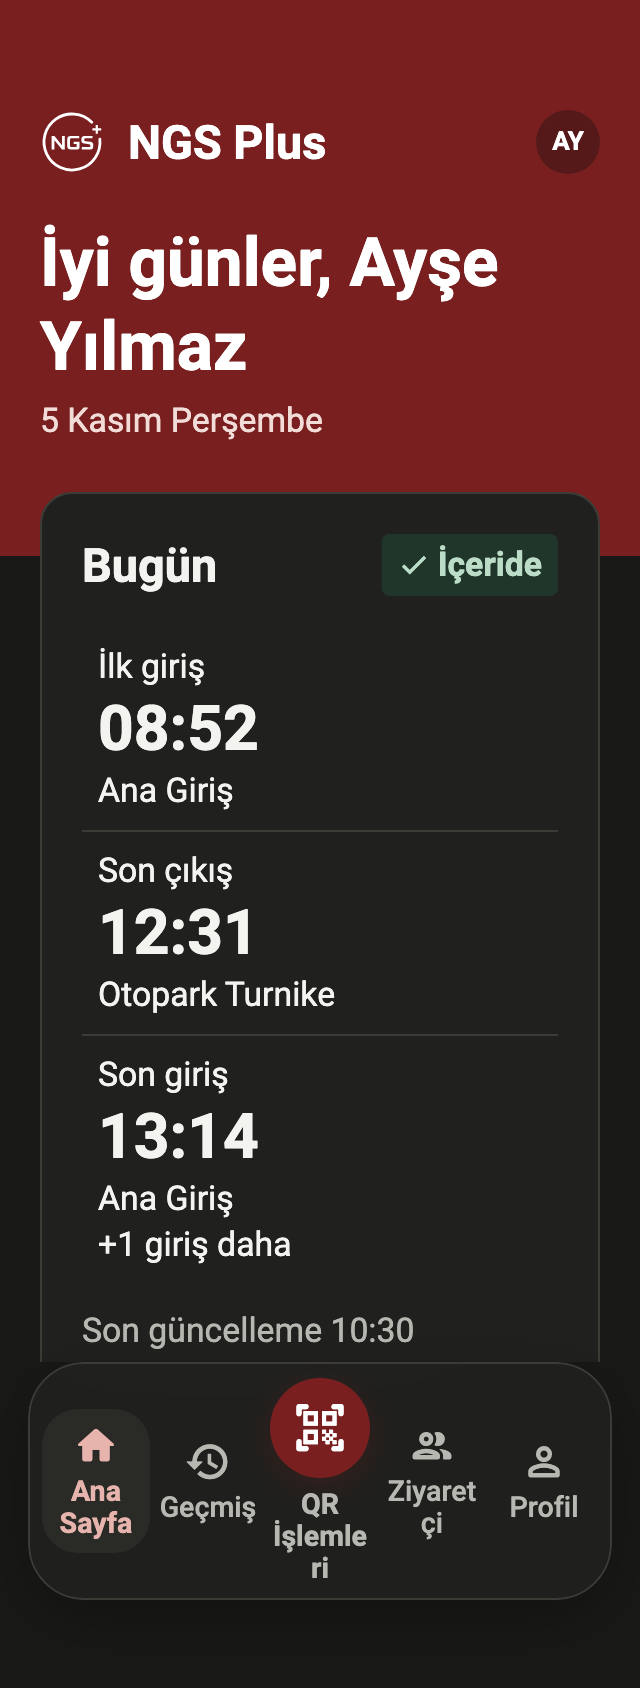 NGS+
NGS Plus
AY
İyi günler, Ayşe
Yılmaz
5 Kasım Perşembe
Bugün
İçeride
İlk giriş
08:52
Ana Giriş
Son çıkış
12:31
Otopark Turnike
Son giriş
13:14
Ana Giriş
+1 giriş daha
Son güncelleme 10:30
Ana
Sayfa
Geçmiş
QR
İşlemle
ri
Ziyaret
çi
Profil